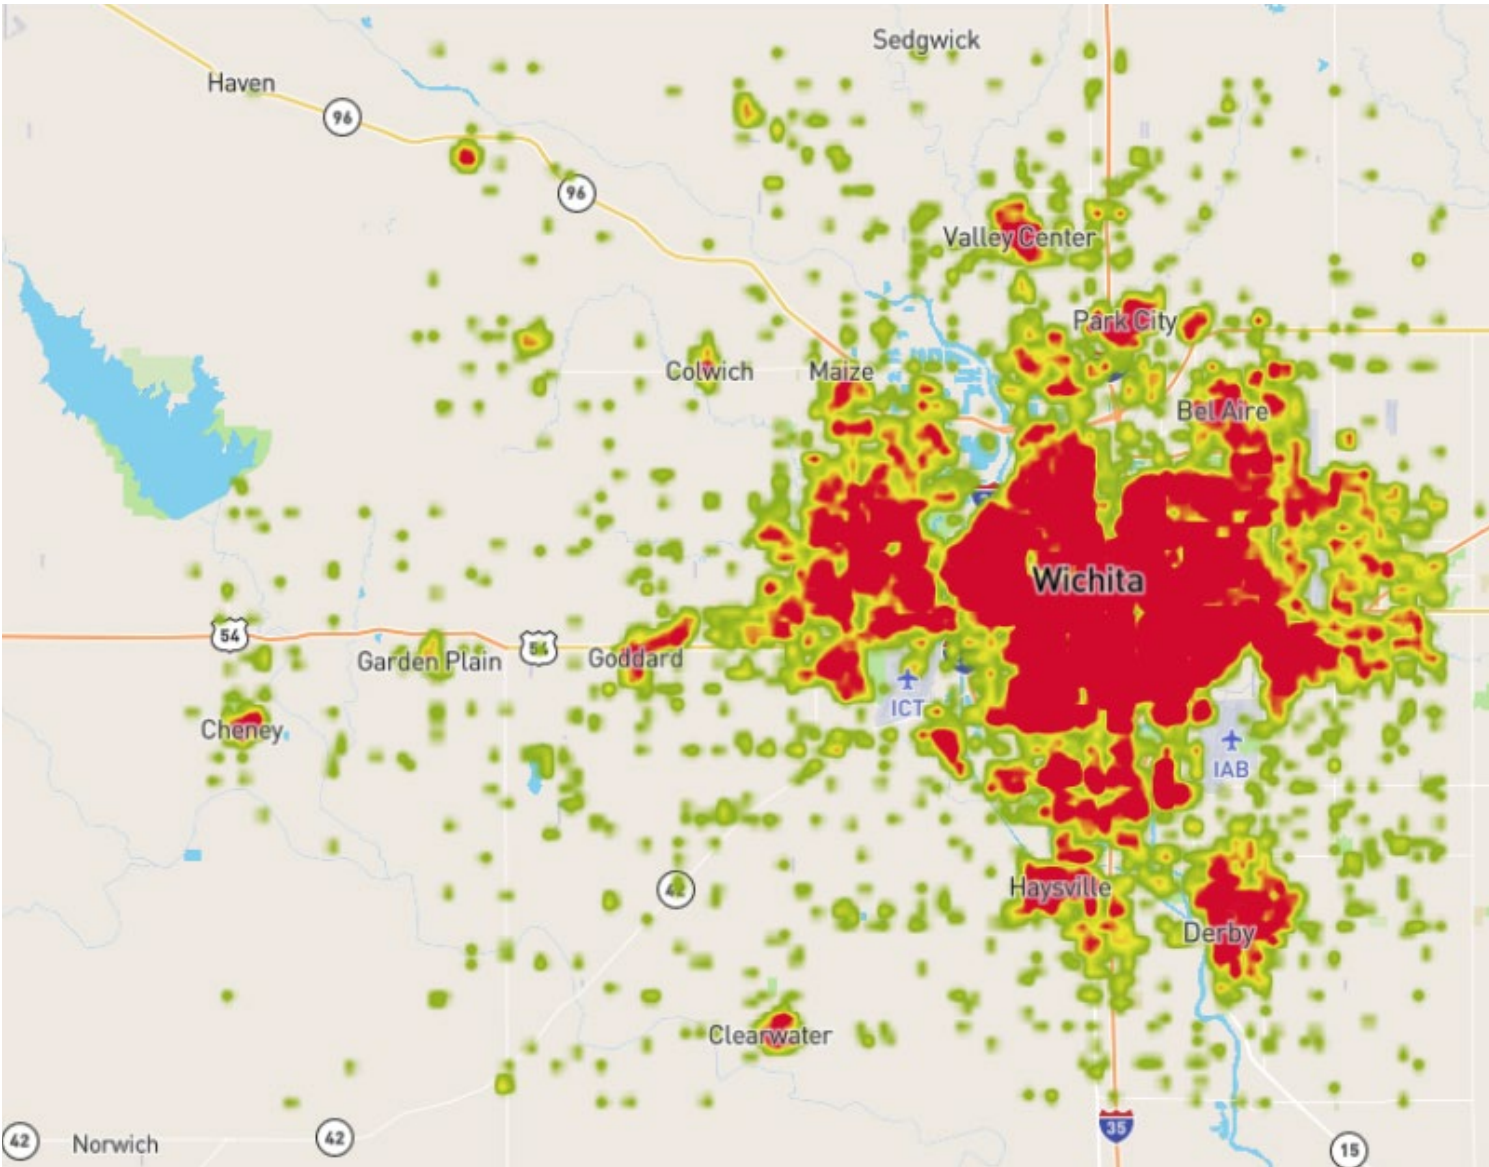 Sedgwick
Haven
96
96
Valley Center
Park City
Colwich
Maize
Bel Aire
Wichita
54
54
Garden Plain
Goddard
ICT
Cheney
IAB
42
Haysville
Derby
Clearwater
35
42
Norwich
42
15